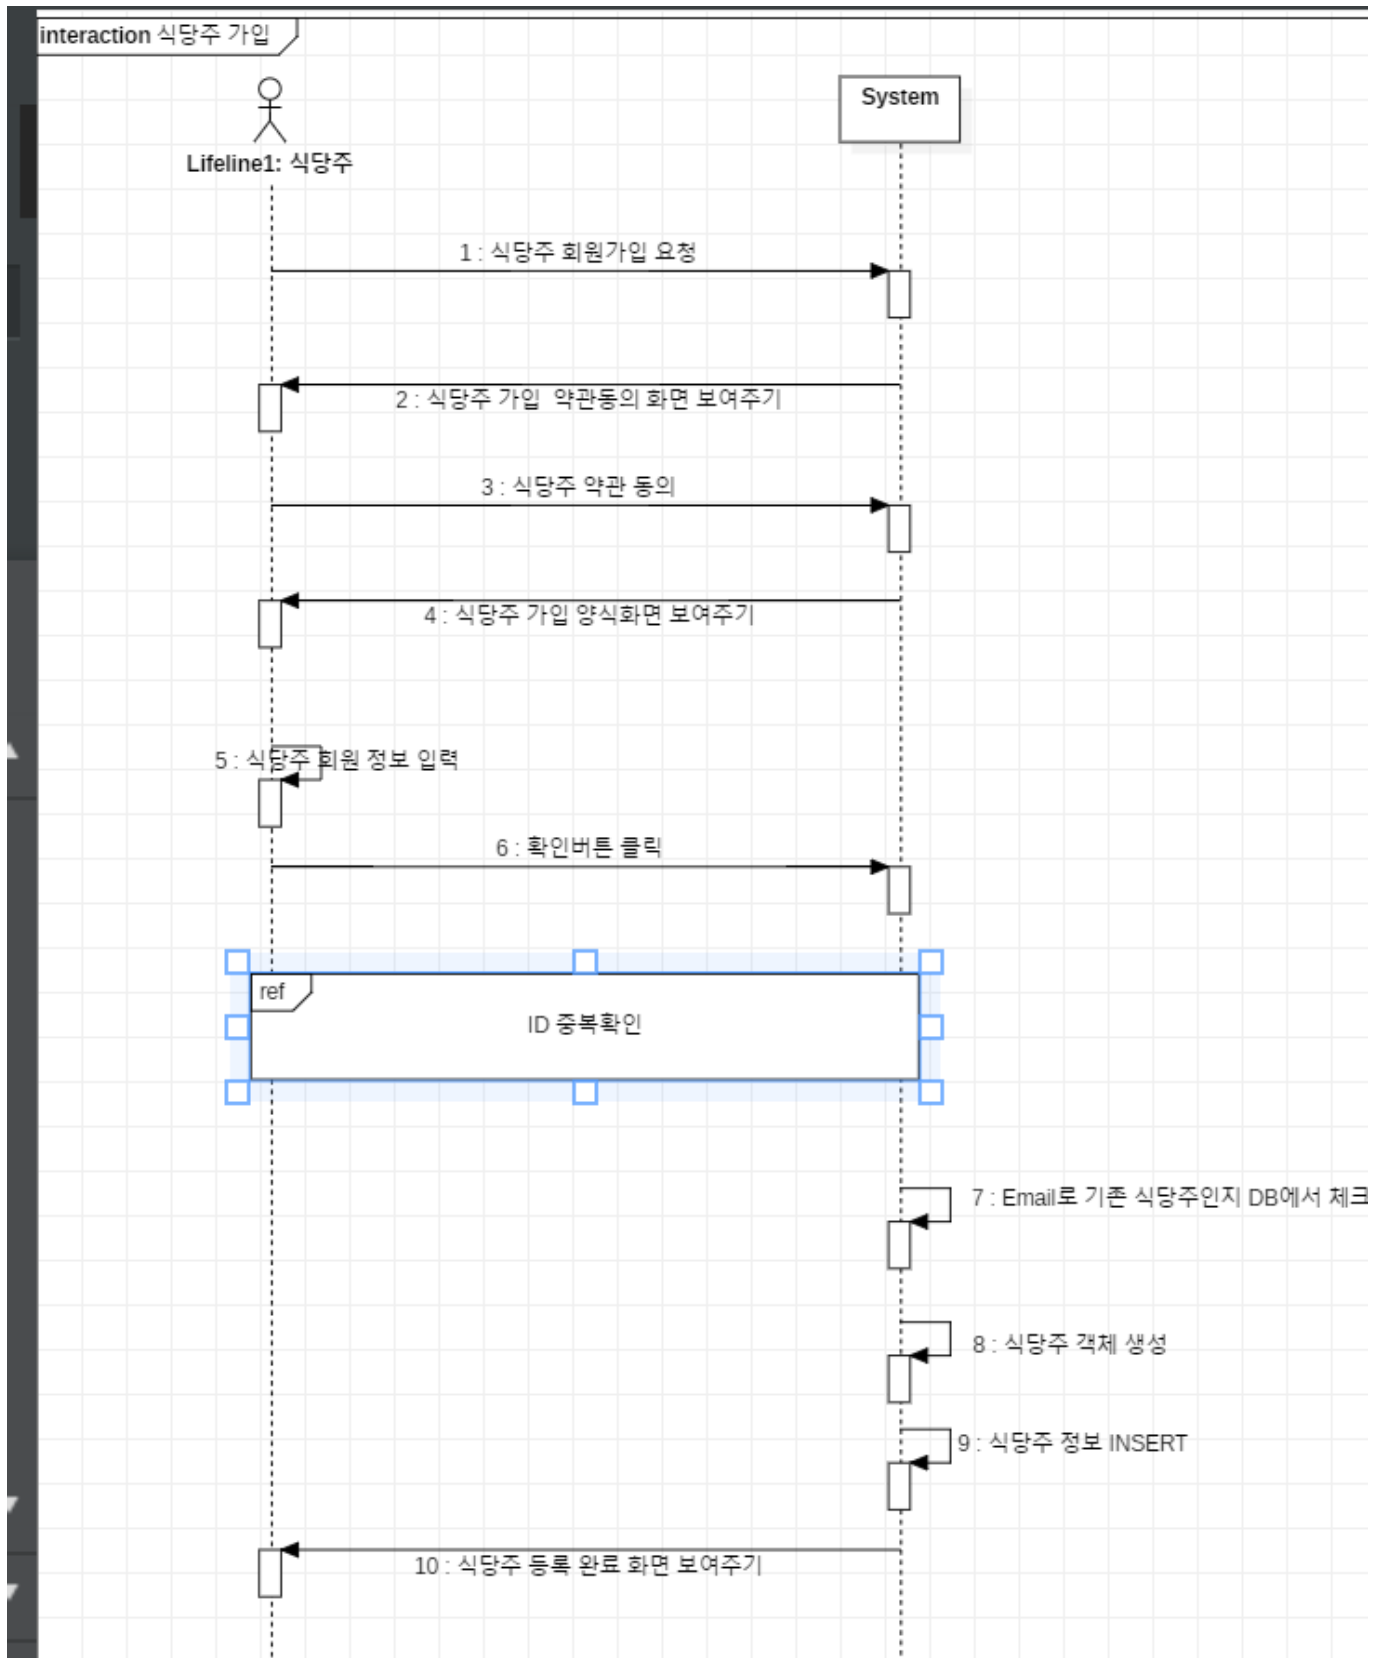 interaction 식당주 가입
System
Lifeline1: 식당주
1 : 식당주 회원가입 요청
2 : 식당주 가입  약관동의 화면 보여주기
3 : 식당주 약관 동의
4 : 식당주 가입 양식화면 보여주기
5 : 식당주 회원 정보 입력
6 : 확인버튼 클릭
ref
ID 중복확인
7 : Email로 기존 식당주인지 DB에서 체크
8 : 식당주 객체 생성
9 : 식당주 정보 INSERT
10 : 식당주 등록 완료 화면 보여주기